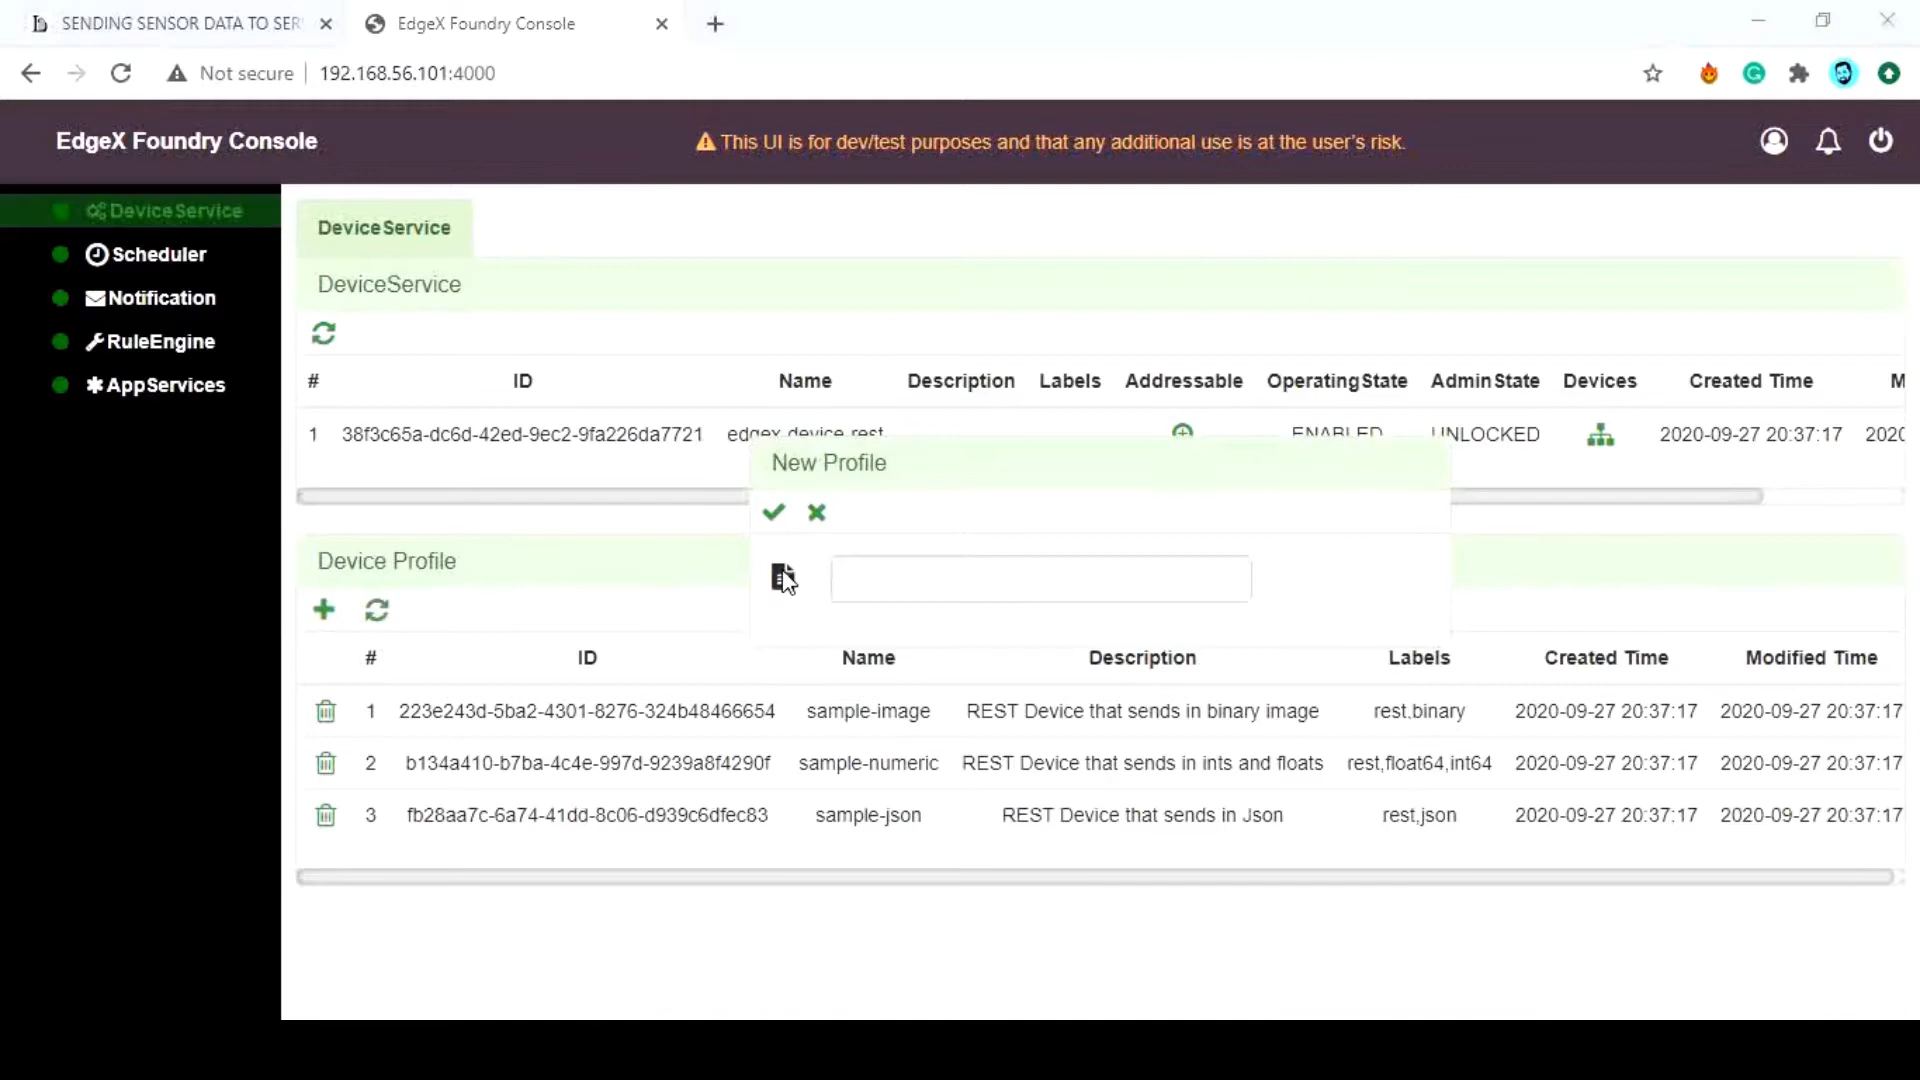 SENDING SENSOR DATA TO SER
EdgeX Foundry Console
Not secure 192.168.56.101:4000
EdgeX Foundry Console
This UI is for dev/test purposes and that any additional use is at the user's risk.
DeviceService
Scheduler
Notification
RuleEngine
AppServices
DeviceService
DeviceService
# ID Name Description Labels Addressable OperatingState AdminState Devices Created Time M
1 38f3c65a-dc6d-42ed-9ec2-9fa226da7721 edgex-device-rest ENABLED UNLOCKED 2020-09-27 20:37:17 2020
New Profile
Device Profile
# ID Name Description Labels Created Time Modified Time
1 223e243d-5ba2-4301-8276-324b48466654 sample-image REST Device that sends in binary image rest,binary 2020-09-27 20:37:17 2020-09-27 20:37:17
2 b134a410-b7ba-4c4e-997d-9239a8f4290f sample-numeric REST Device that sends in ints and floats rest,float64,int64 2020-09-27 20:37:17 2020-09-27 20:37:17
3 fb28aa7c-6a74-41dd-8c06-d939c6dfec83 sample-json REST Device that sends in Json rest,json 2020-09-27 20:37:17 2020-09-27 20:37:17